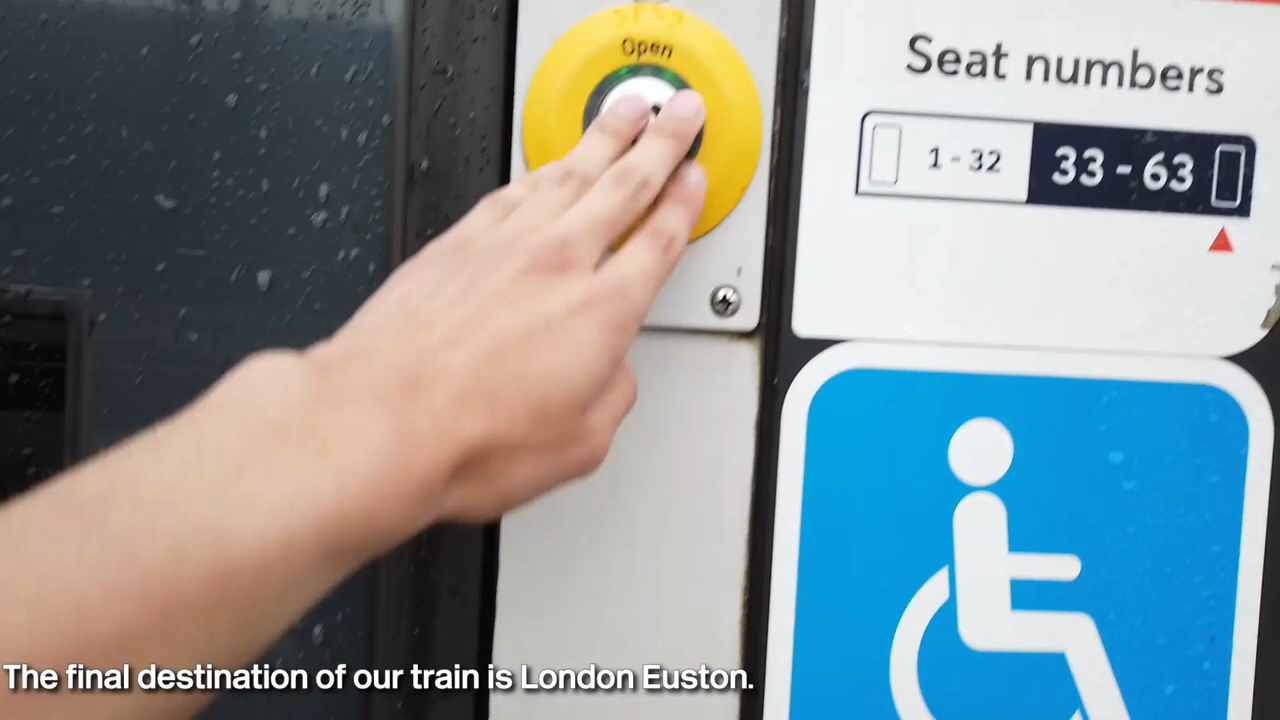 Open
Seat numbers
1 - 32
33 - 63
The final destination of our train is London Euston.